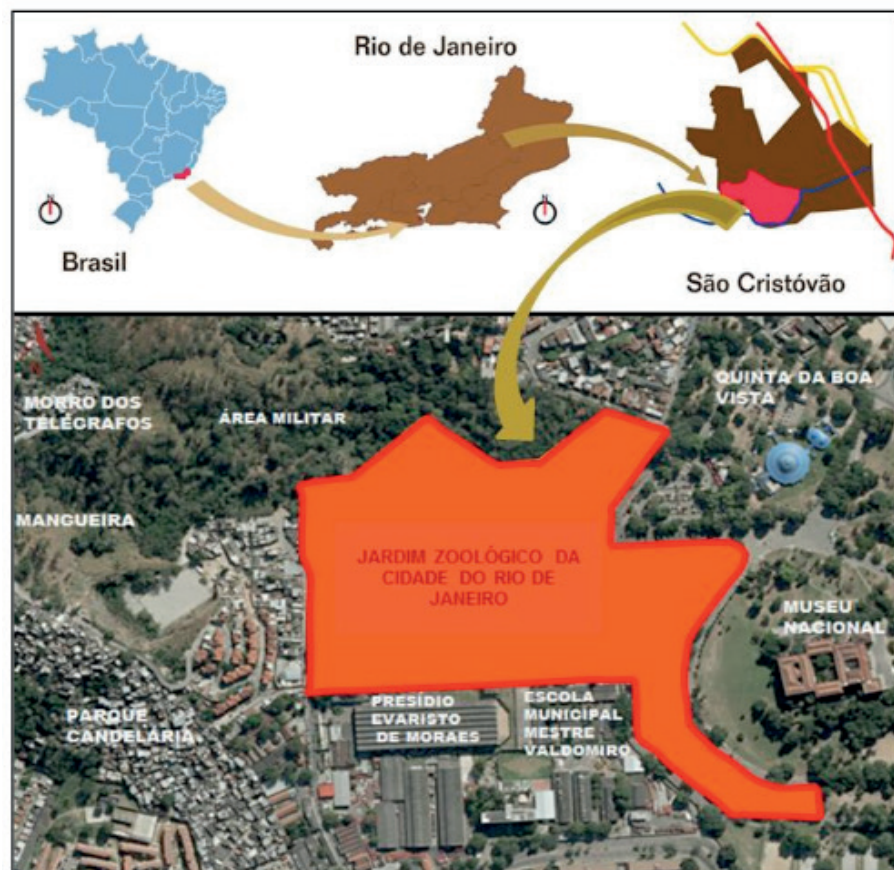 Rio de Janeiro
N
N
Brasil
São Cristóvão
QUINTA DA BOA
VISTA
MORRO DOS
TELÉGRAFOS
ÁREA MILITAR
MANGUEIRA
JARDIM ZOOLÓGICO DA
CIDADE DO RIO DE
JANEIRO
MUSEU
NACIONAL
PRESÍDIO
EVARISTO
DE MORAES
ESCOLA
MUNICIPAL
MESTRE
VALDOMIRO
PARQUE
CANDELÁRIA